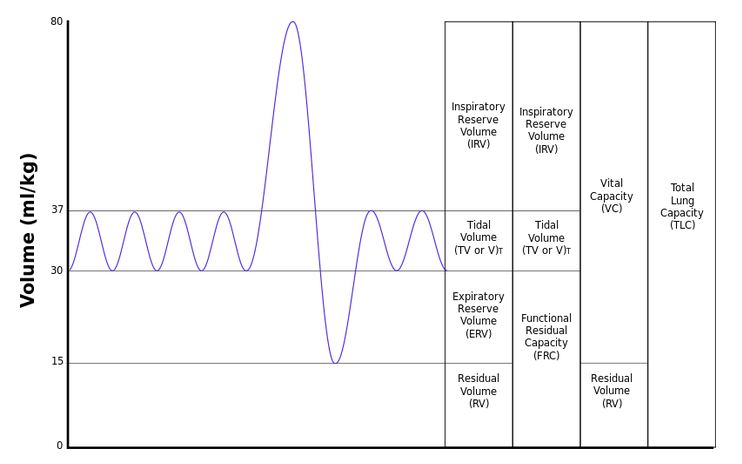 Volume (ml/kg)
80
37
30
15
0
Inspiratory
Reserve
Volume
(IRV)
Tidal
Volume
(TV or V)T
Expiratory
Reserve
Volume
(ERV)
Residual
Volume
(RV)
Inspiratory
Reserve
Volume
(IRV)
Tidal
Volume
(TV or V)T
Functional
Residual
Capacity
(FRC)
Vital
Capacity
(VC)
Residual
Volume
(RV)
Total
Lung
Capacity
(TLC)